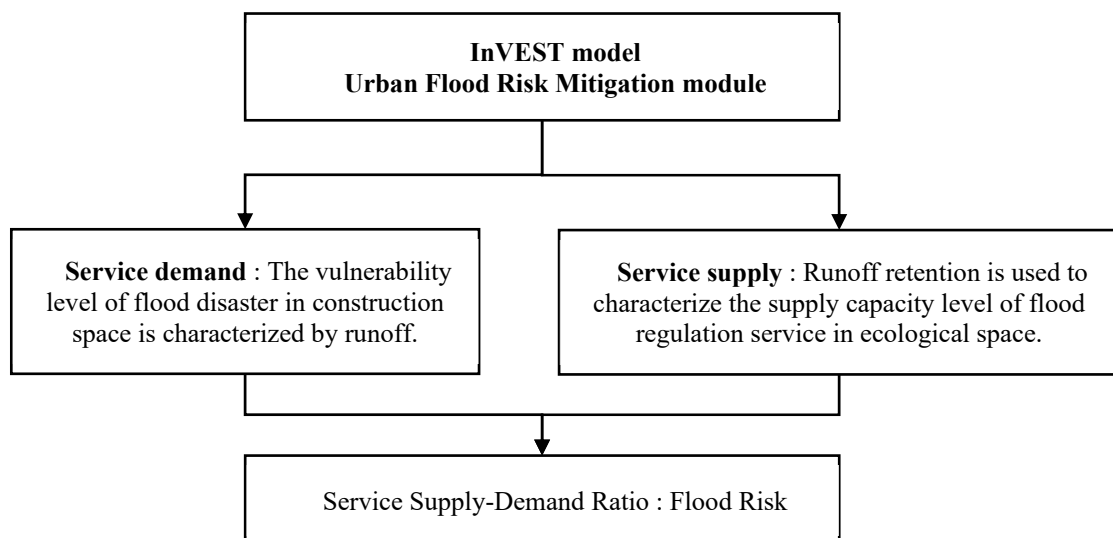 InVEST model
Urban Flood Risk Mitigation module
Service demand : The vulnerability
level of flood disaster in construction
space is characterized by runoff.
Service supply : Runoff retention is used to
characterize the supply capacity level of flood
regulation service in ecological space.
Service Supply-Demand Ratio : Flood Risk